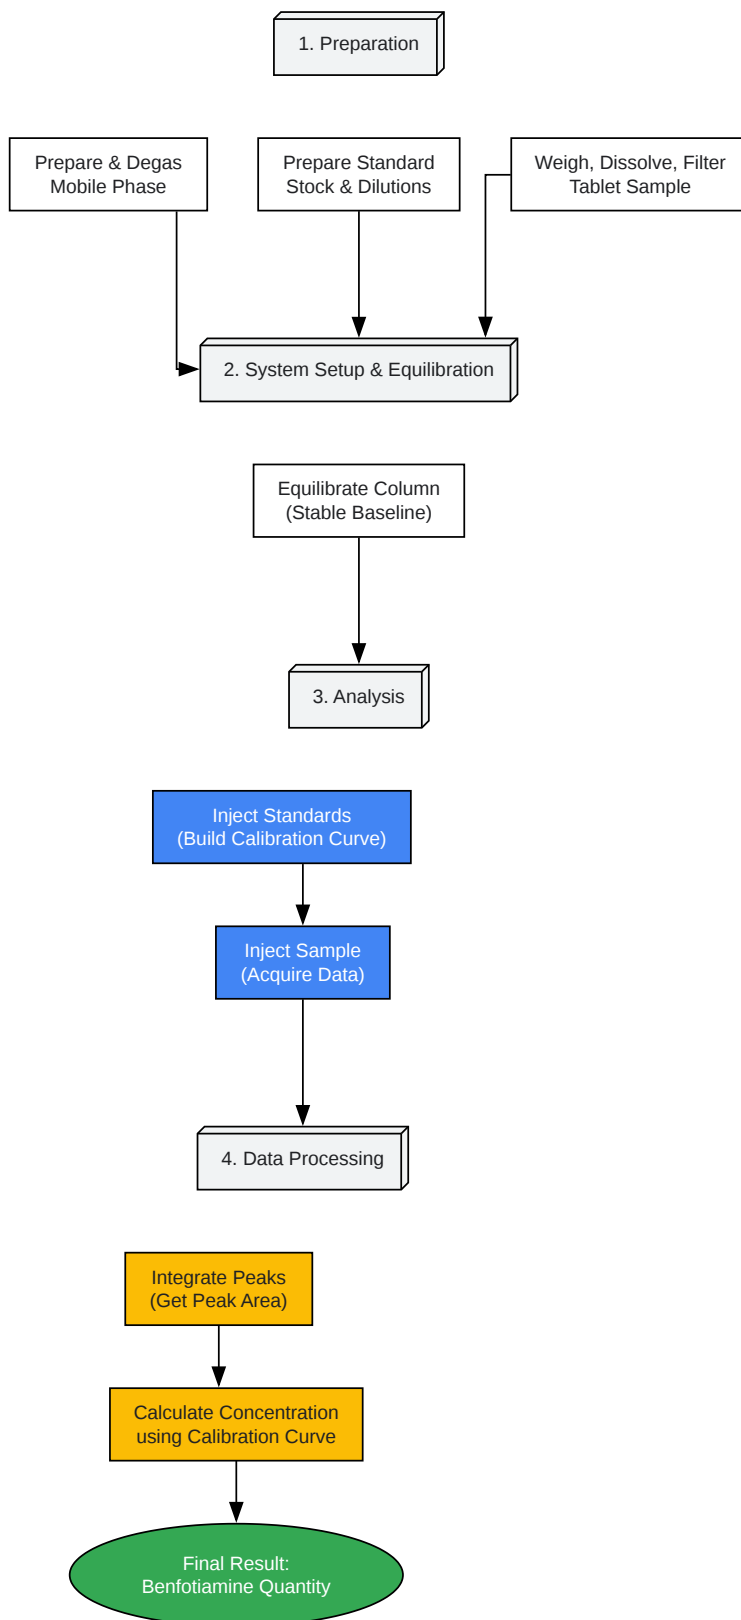 1. Preparation
Prepare & Degas
Mobile Phase
Prepare Standard
Stock & Dilutions
Weigh, Dissolve, Filter
Tablet Sample
2. System Setup & Equilibration
Equilibrate Column
(Stable Baseline)
3. Analysis
Inject Standards
(Build Calibration Curve)
Inject Sample
(Acquire Data)
4. Data Processing
Integrate Peaks
(Get Peak Area)
Calculate Concentration
using Calibration Curve
Final Result:
Benfotiamine Quantity